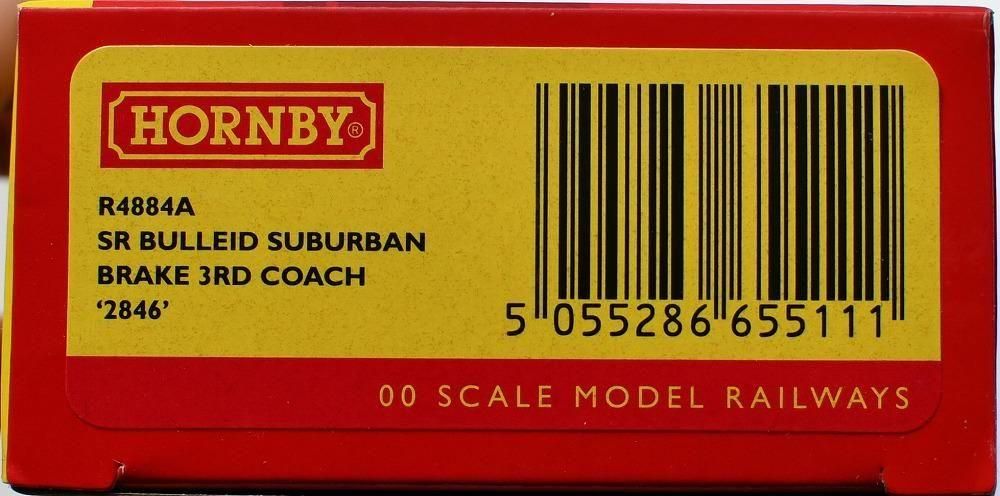 HORNBY®
R4884A
SR BULLEID SUBURBAN
BRAKE 3RD COACH
‘2846’
5 055286 655111
00 SCALE MODEL RAILWAYS